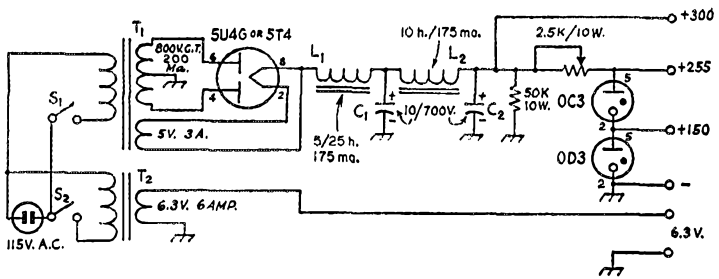 T1
800V.C.T.
200
Ma.
5U4G OR 5T4
6
4
8
2
L1
10 h./175 ma.
L2
2.5K/10W.
+300
+255
5
S1
C1
10/700V.
C2
50K
10W.
OC3
2
+150
5V. 3A.
5/25 h.
175 ma.
5
OD3
2
-
T2
S2
6.3V. 6 AMP.
6.3V.
115V. A.C.
+
-
+
-